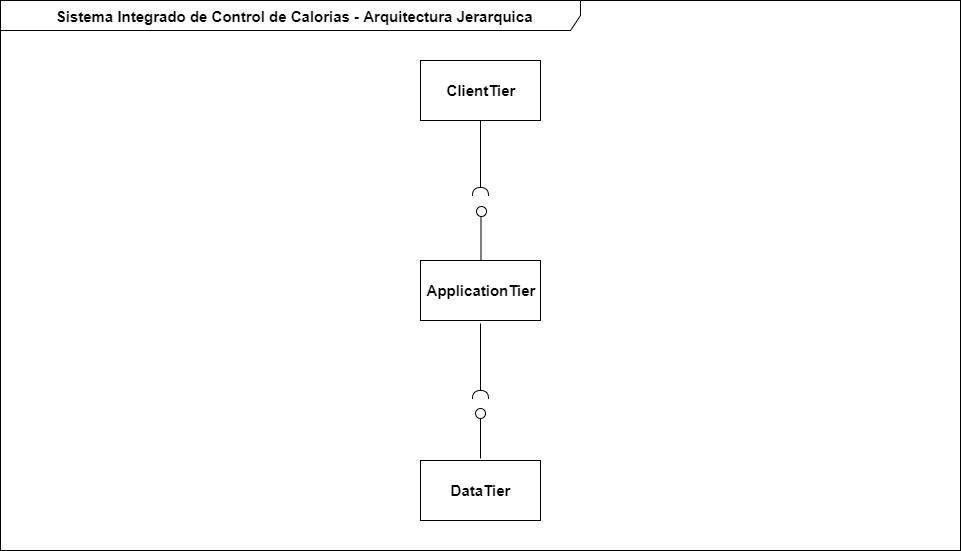 Sistema Integrado de Control de Calorias - Arquitectura Jerarquica
ClientTier
ApplicationTier
DataTier